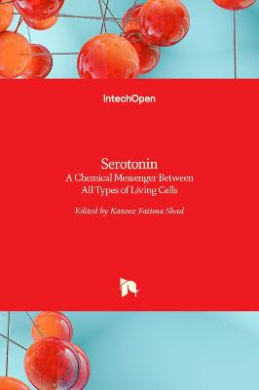 IntechOpen
Serotonin
A Chemical Messenger Between
All Types of Living Cells
Edited by Kaneez Fatima Shad